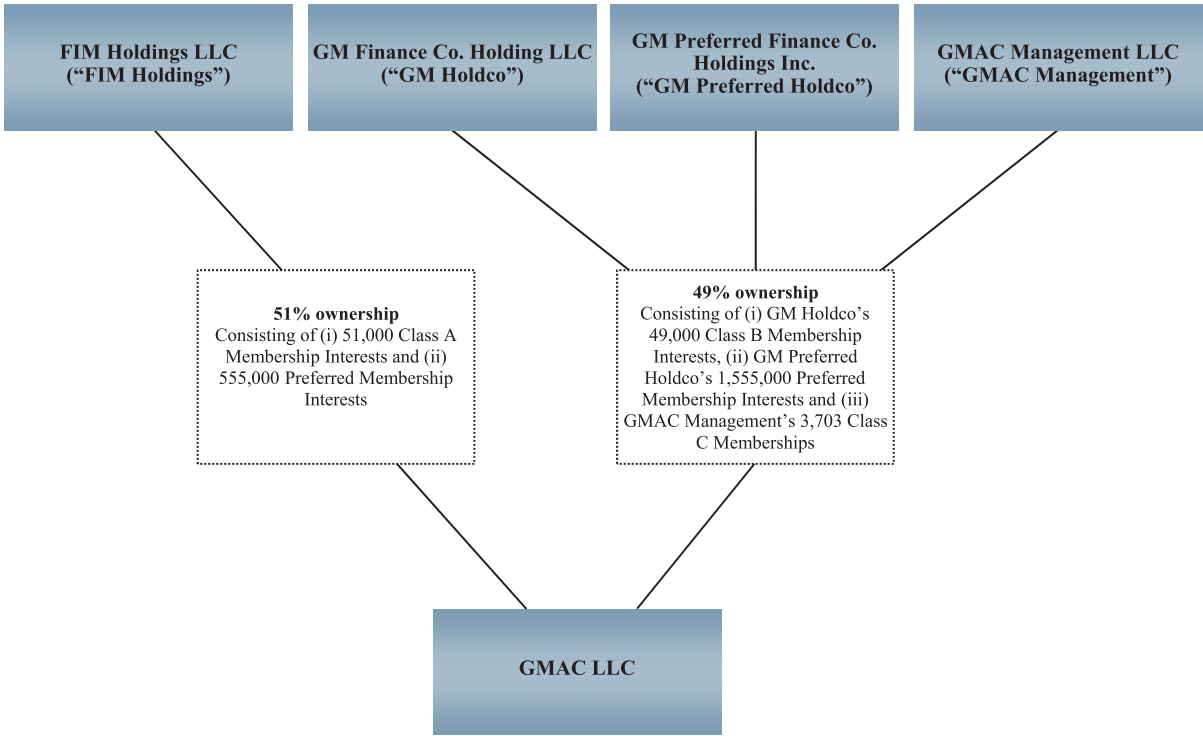 FIM Holdings LLC
(“FIM Holdings”)
GM Finance Co. Holding LLC
(“GM Holdco”)
GM Preferred Finance Co.
Holdings Inc.
(“GM Preferred Holdco”)
GMAC Management LLC
(“GMAC Management”)
51% ownership
Consisting of (i) 51,000 Class A
Membership Interests and (ii)
555,000 Preferred Membership
Interests
49% ownership
Consisting of (i) GM Holdco’s
49,000 Class B Membership
Interests, (ii) GM Preferred
Holdco’s 1,555,000 Preferred
Membership Interests and (iii)
GMAC Management’s 3,703 Class
C Memberships
GMAC LLC